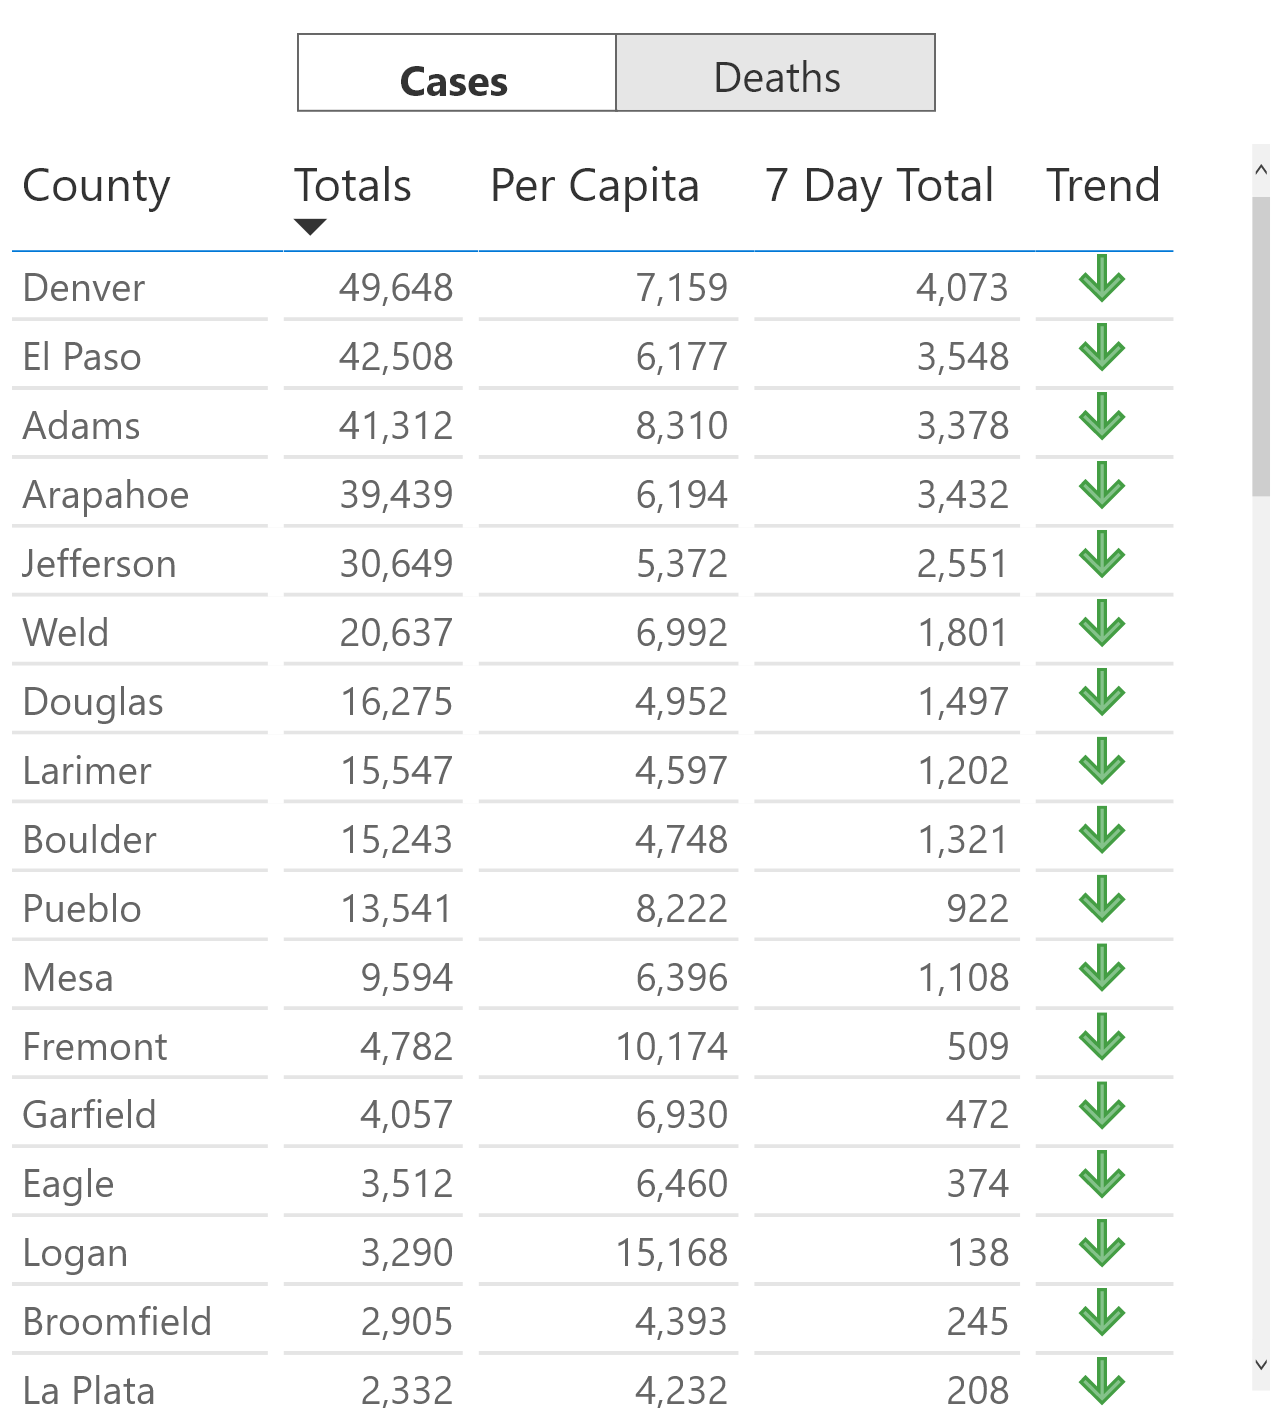 Cases Deaths
County Totals Per Capita 7 Day Total Trend
Denver 49,648 7,159 4,073
El Paso 42,508 6,177 3,548
Adams 41,312 8,310 3,378
Arapahoe 39,439 6,194 3,432
Jefferson 30,649 5,372 2,551
Weld 20,637 6,992 1,801
Douglas 16,275 4,952 1,497
Larimer 15,547 4,597 1,202
Boulder 15,243 4,748 1,321
Pueblo 13,541 8,222 922
Mesa 9,594 6,396 1,108
Fremont 4,782 10,174 509
Garfield 4,057 6,930 472
Eagle 3,512 6,460 374
Logan 3,290 15,168 138
Broomfield 2,905 4,393 245
La Plata 2,332 4,232 208